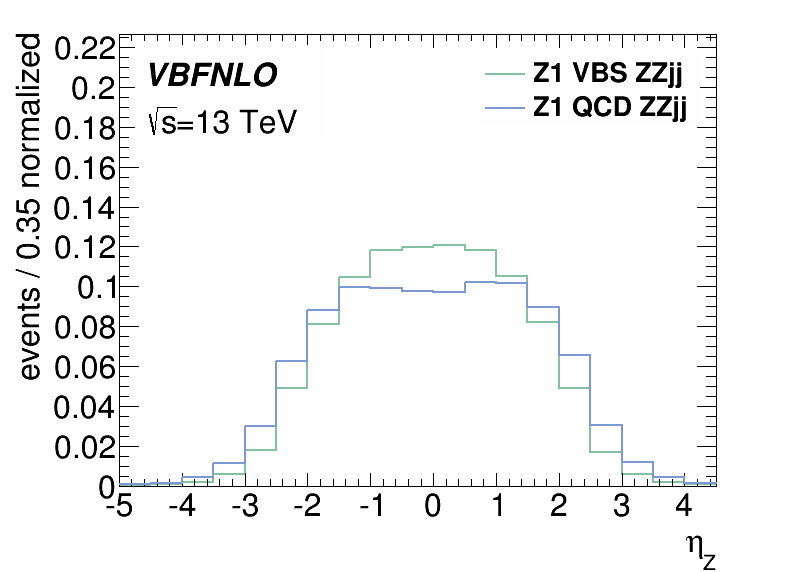 events / 0.35 normalized
VBFNLO
√s=13 TeV
Z1 VBS ZZjj
Z1 QCD ZZjj
0.22
0.2
0.18
0.16
0.14
0.12
0.1
0.08
0.06
0.04
0.02
0
-5 -4 -3 -2 -1 0 1 2 3 4
η_Z